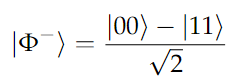 |Φ⁻⟩ = (|00⟩ − |11⟩) / √2